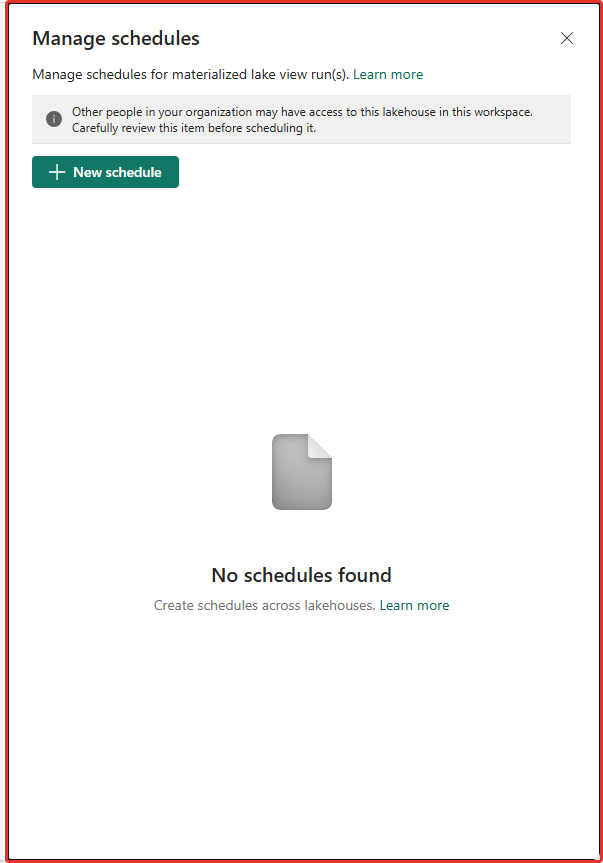 Manage schedules
Manage schedules for materialized lake view run(s). Learn more
Other people in your organization may have access to this lakehouse in this workspace.
Carefully review this item before scheduling it.
New schedule
No schedules found
Create schedules across lakehouses. Learn more